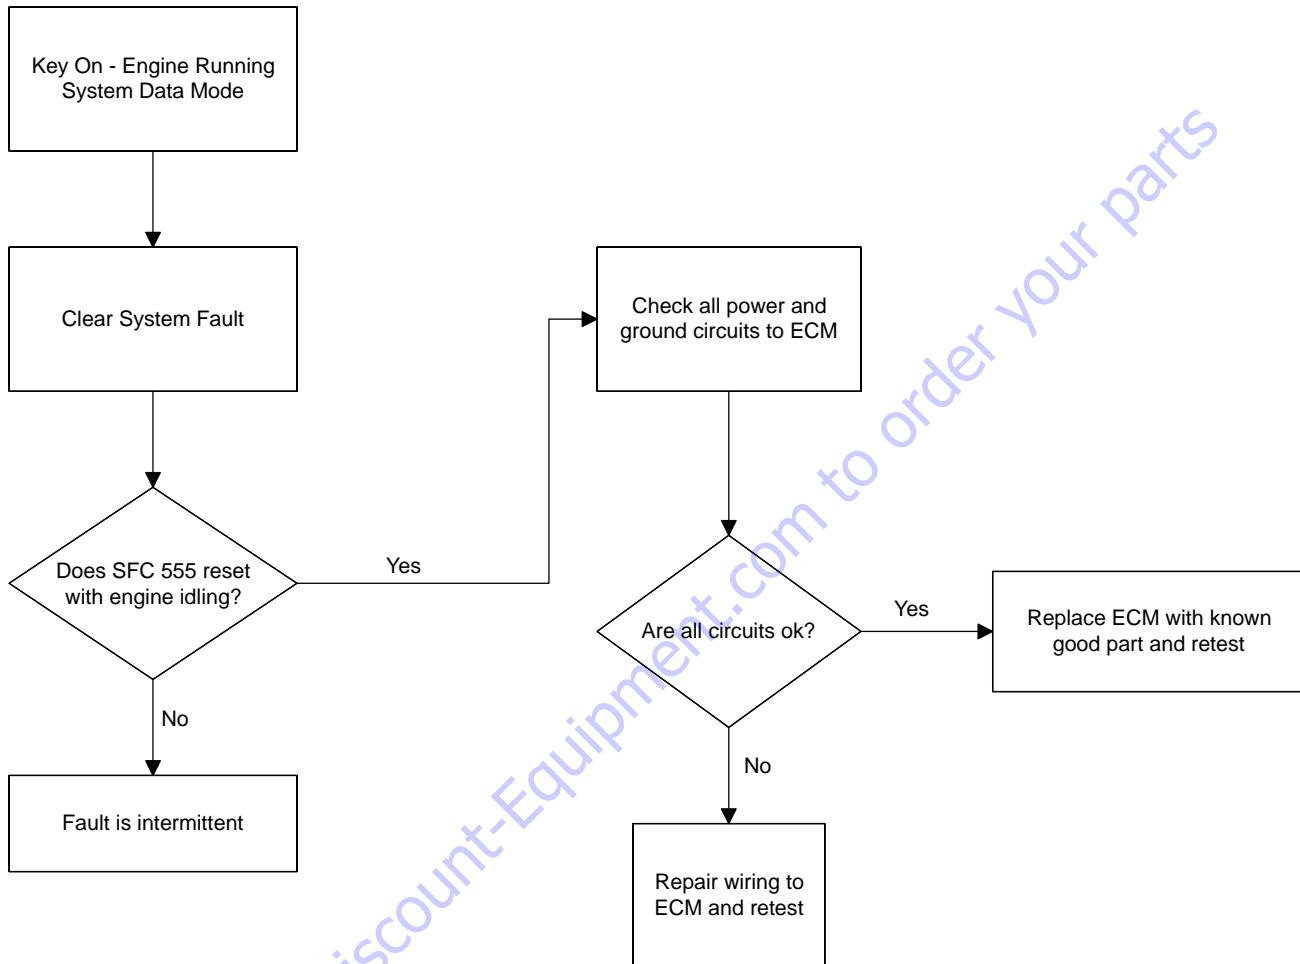 Key On - Engine Running
System Data Mode
Clear System Fault
Does SFC 555 reset
with engine idling?
Yes
No
Fault is intermittent
Check all power and
ground circuits to ECM
Are all circuits ok?
Yes
Replace ECM with known
good part and retest
No
Repair wiring to
ECM and retest
iscount-Equipment.com to order your parts